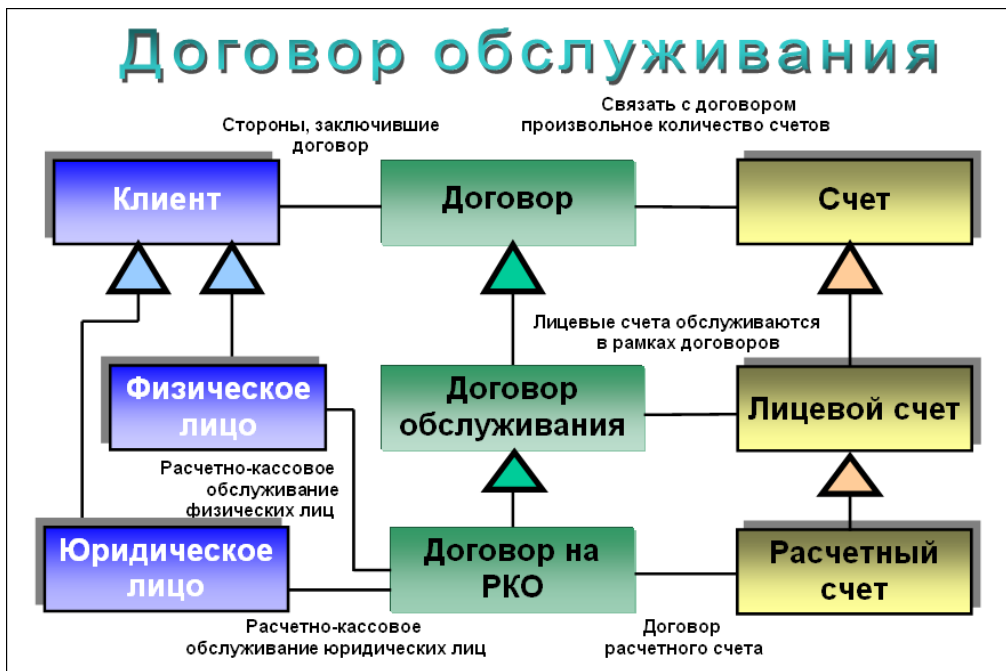 Договор обслуживания
Стороны, заключившие
договор
Связать с договором
произвольное количество счетов
Клиент
Договор
Счет
Лицевые счета обслуживаются
в рамках договоров
Физическое
лицо
Договор
обслуживания
Лицевой счет
Расчетно-кассовое
обслуживание
физических лиц
Юридическое
лицо
Договор на
РКО
Расчетный
счет
Расчетно-кассовое
обслуживание юридических лиц
Договор
расчетного счета